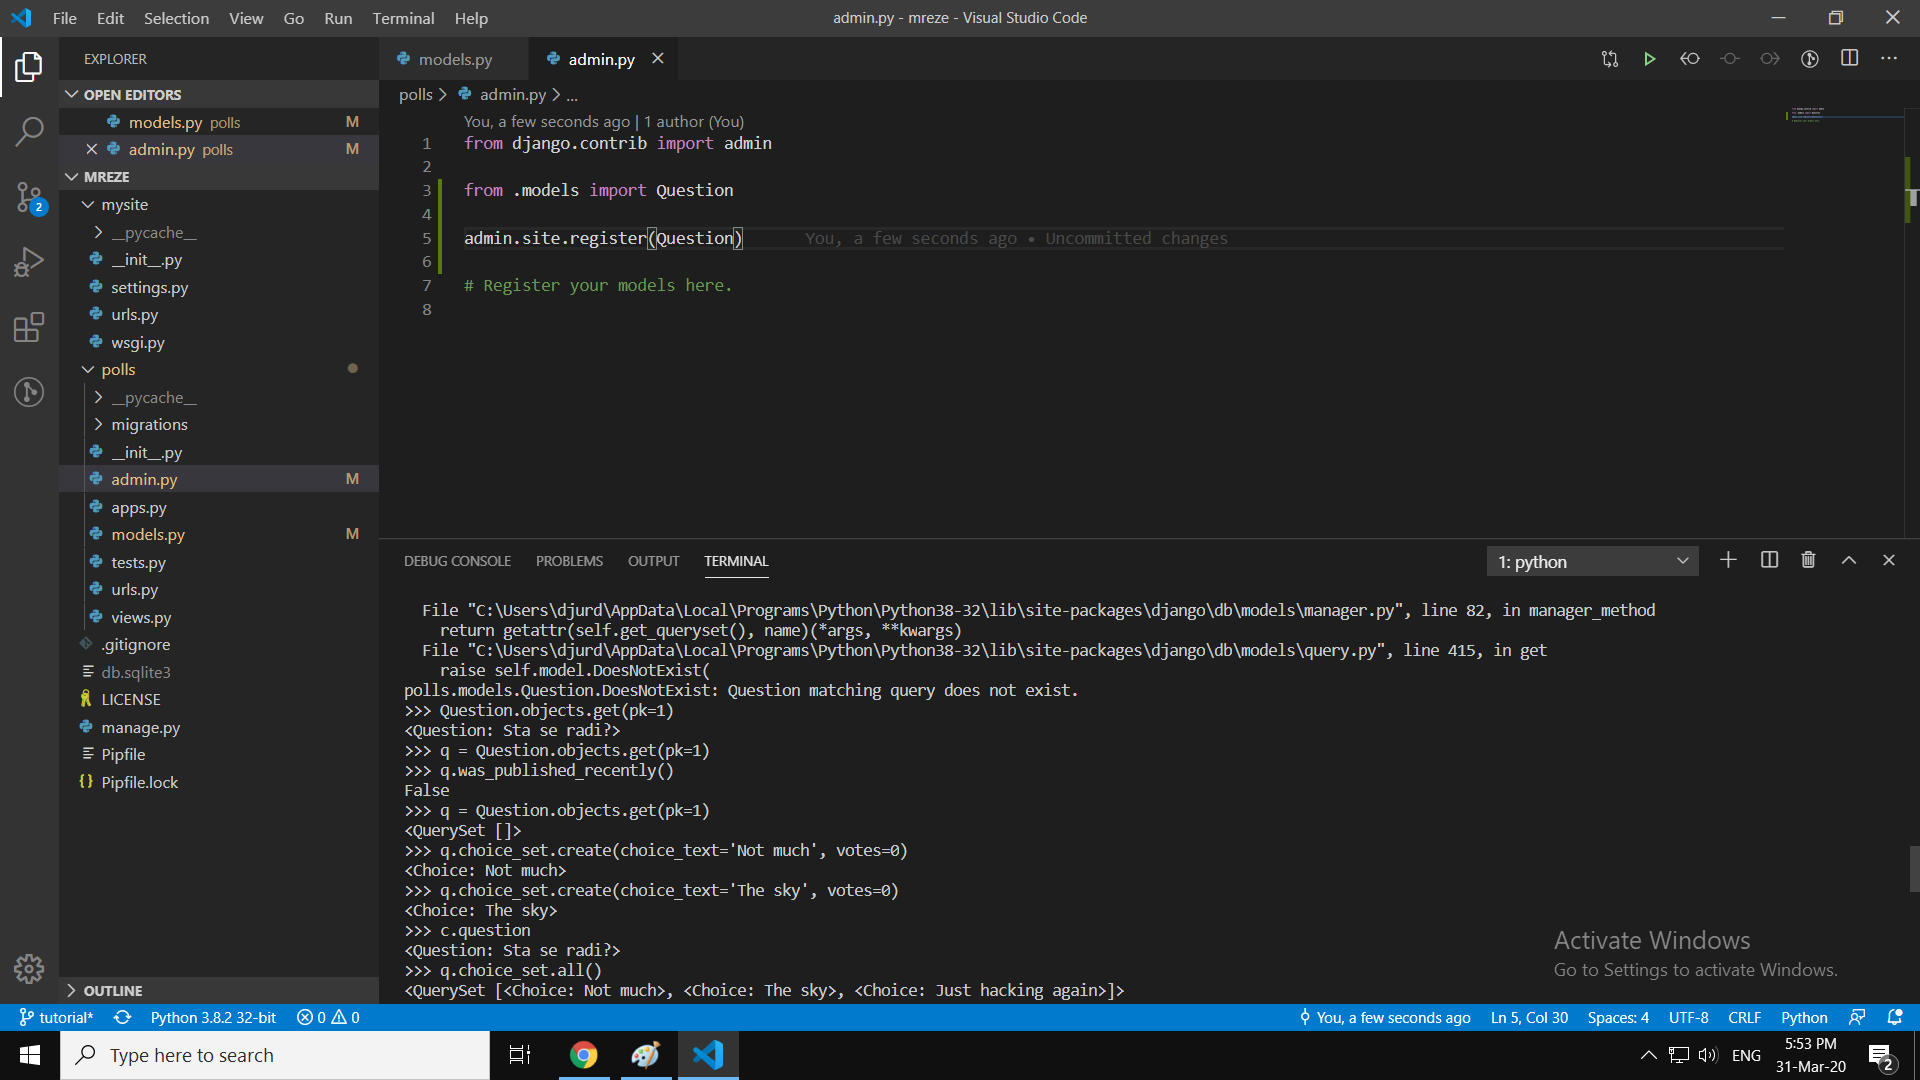 File Edit Selection View Go Run Terminal Help
admin.py - mreze - Visual Studio Code
EXPLORER
OPEN EDITORS
models.py polls M
admin.py polls M
MREZE
mysite
__pycache__
__init__.py
settings.py
urls.py
wsgi.py
polls
__pycache__
migrations
__init__.py
admin.py M
apps.py
models.py M
tests.py
urls.py
views.py
.gitignore
db.sqlite3
LICENSE
manage.py
Pipfile
{} Pipfile.lock
OUTLINE
2
models.py admin.py
polls > admin.py > ...
You, a few seconds ago | 1 author (You)
1 from django.contrib import admin
2
3 from .models import Question
4
5 admin.site.register(Question) You, a few seconds ago • Uncommitted changes
6
7 # Register your models here.
8
DEBUG CONSOLE PROBLEMS OUTPUT TERMINAL
1: python
File "C:\Users\djurd\AppData\Local\Programs\Python\Python38-32\lib\site-packages\django\db\models\manager.py", line 82, in manager_method
return getattr(self.get_queryset(), name)(*args, **kwargs)
File "C:\Users\djurd\AppData\Local\Programs\Python\Python38-32\lib\site-packages\django\db\models\query.py", line 415, in get
raise self.model.DoesNotExist(
polls.models.Question.DoesNotExist: Question matching query does not exist.
>>> Question.objects.get(pk=1)
<Question: Sta se radi?>
>>> q = Question.objects.get(pk=1)
>>> q.was_published_recently()
False
>>> q = Question.objects.get(pk=1)
<QuerySet []>
>>> q.choice_set.create(choice_text='Not much', votes=0)
<Choice: Not much>
>>> q.choice_set.create(choice_text='The sky', votes=0)
<Choice: The sky>
>>> c.question
<Question: Sta se radi?>
>>> q.choice_set.all()
<QuerySet [<Choice: Not much>, <Choice: The sky>, <Choice: Just hacking again>]>
Activate Windows
Go to Settings to activate Windows.
tutorial* Python 3.8.2 32-bit 0 0
You, a few seconds ago Ln 5, Col 30 Spaces: 4 UTF-8 CRLF Python
Type here to search
ENG
5:53 PM
31-Mar-20
2